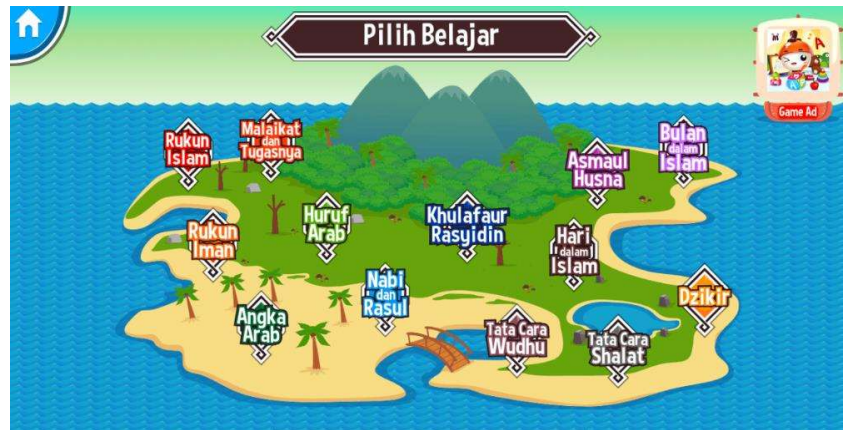 Pilih Belajar
Game Ad
Rukun
Islam
Malaikat
dan
Tugasnya
Bulan
dalam
Islam
Asmaul
Husna
Rukun
Iman
Huruf
Arab
Khulafaur
Rasyidin
Hari
dalam
Islam
Nabi
dan
Rasul
Dzikir
Angka
Arab
Tata Cara
Wudhu
Tata Cara
Shalat